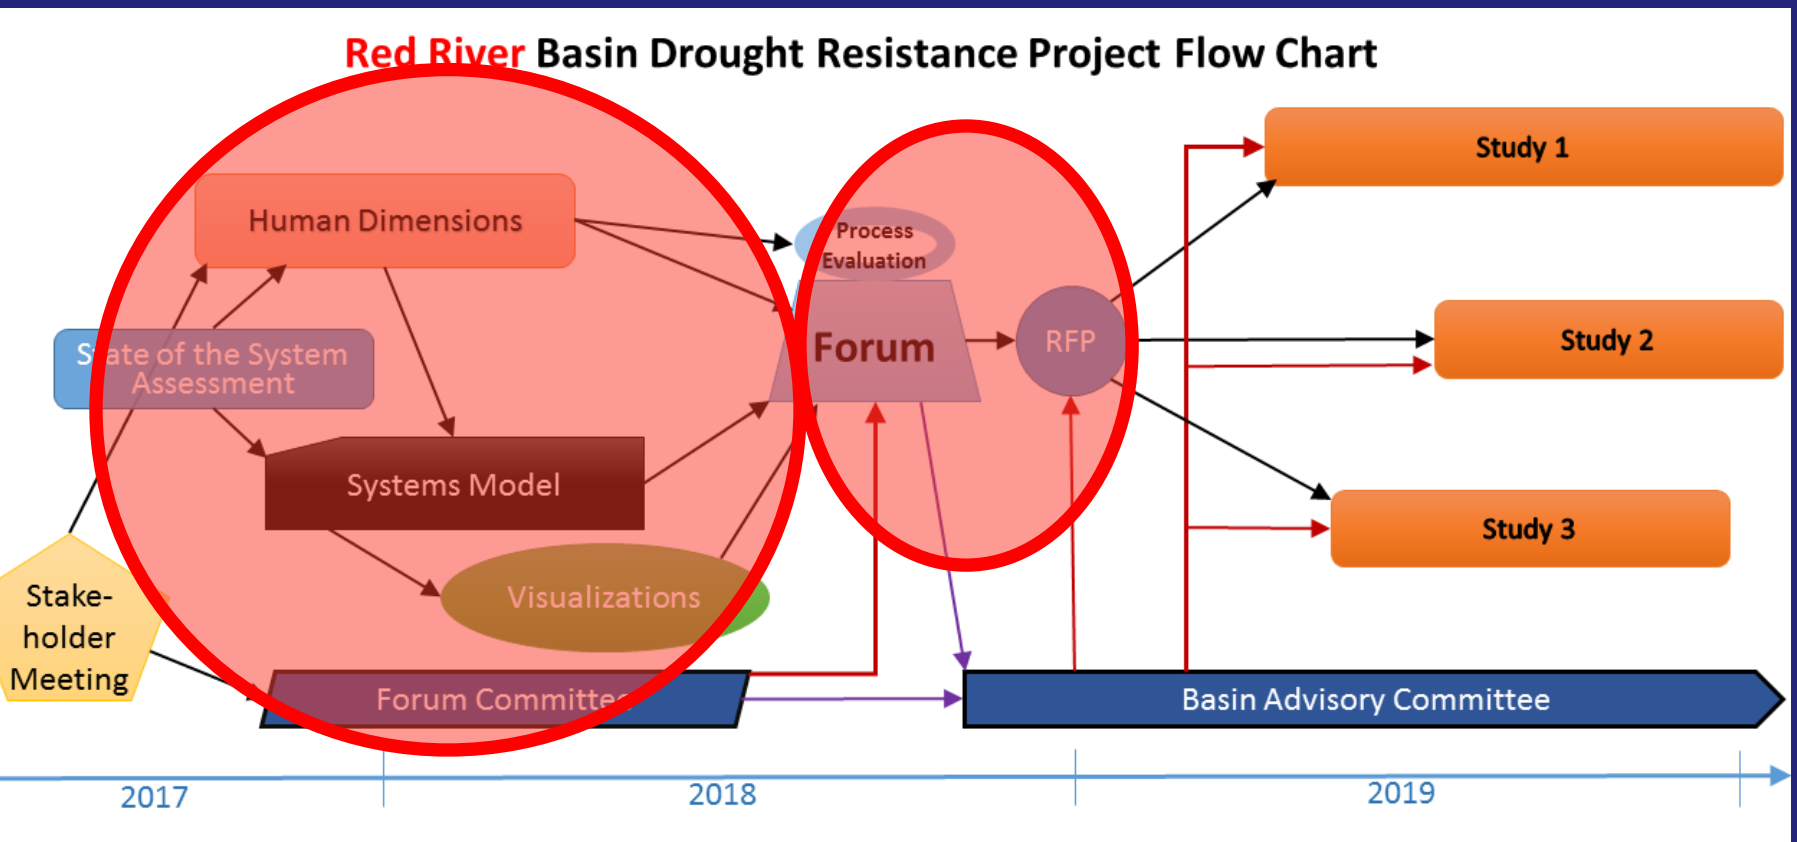 Red River Basin Drought Resistance Project Flow Chart
Study 1
Human Dimensions
Process
Evaluation
State of the System
Assessment
Forum
RFP
Study 2
Systems Model
Study 3
Visualizations
Stake-
holder
Meeting
Forum Committee
Basin Advisory Committee
2017
2018
2019